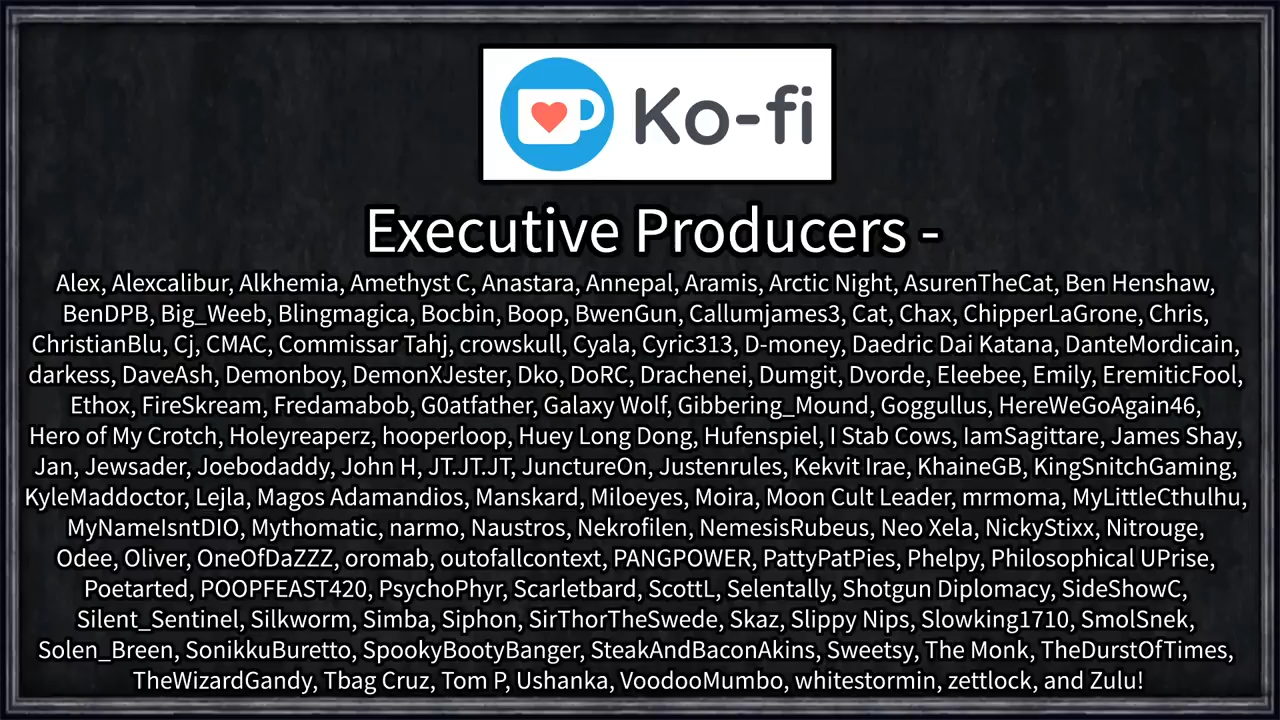 Ko-fi
Executive Producers -
Alex, Alexcalibur, Alkhemia, Amethyst C, Anastara, Annepal, Aramis, Arctic Night, AsurenTheCat, Ben Henshaw,
BenDPB, Big_Weeb, Blingmagica, Bocbin, Boop, BwenGun, Callumjames3, Cat, Chax, ChipperLaGrone, Chris,
ChristianBlu, Cj, CMAC, Commissar Tahj, crowskull, Cyala, Cyric313, D-money, Daedric Dai Katana, DanteMordicain,
darkess, DaveAsh, Demonboy, DemonXJester, Dko, DoRC, Drachenei, Dumgit, Dvorde, Eleebee, Emily, EremiticFool,
Ethox, FireSkream, Fredamabob, G0atfather, Galaxy Wolf, Gibbering_Mound, Goggullus, HereWeGoAgain46,
Hero of My Crotch, Holeyreaperz, hooperloop, Huey Long Dong, Hufenspiel, I Stab Cows, IamSagittare, James Shay,
Jan, Jewsader, Joebodaddy, John H, JT.JT.JT, JunctureOn, Justenrules, Kekvit Irae, KhaineGB, KingSnitchGaming,
KyleMaddoctor, Lejla, Magos Adamandios, Manskard, Miloeyes, Moira, Moon Cult Leader, mrmoma, MyLittleCthulhu,
MyNameIsntDIO, Mythomatic, narmo, Naustros, Nekrofilen, NemesisRubeus, Neo Xela, NickyStixx, Nitrouge,
Odee, Oliver, OneOfDaZZZ, oromab, outofallcontext, PANGPOWER, PattyPatPies, Phelpy, Philosophical UPrise,
Poetarted, POOPFEAST420, PsychoPhyr, Scarletbard, ScottL, Selentally, Shotgun Diplomacy, SideShowC,
Silent_Sentinel, Silkworm, Simba, Siphon, SirThorTheSwede, Skaz, Slippy Nips, Slowking1710, SmolSnek,
Solen_Breen, SonikkuBuretto, SpookyBootyBanger, SteakAndBaconAkins, Sweetsy, The Monk, TheDurstOfTimes,
TheWizardGandy, Tbag Cruz, Tom P, Ushanka, VoodooMumbo, whitestormin, zettlock, and Zulu!